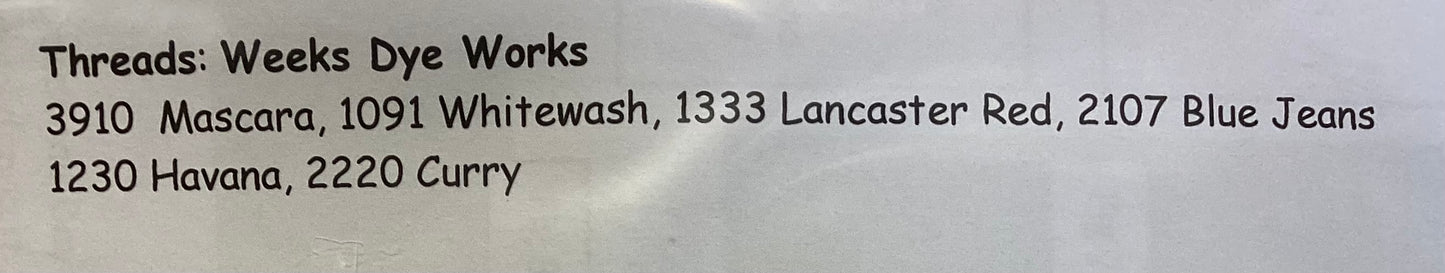 Threads: Weeks Dye Works
3910 Mascara, 1091 Whitewash, 1333 Lancaster Red, 2107 Blue Jeans
1230 Havana, 2220 Curry